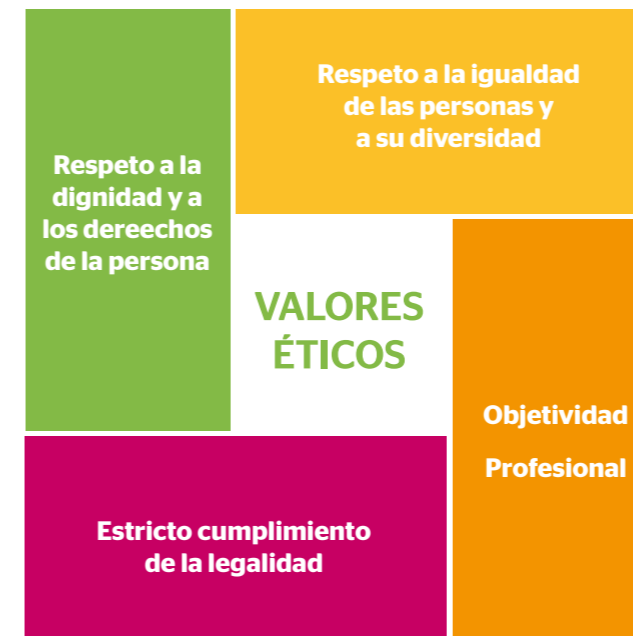 Respeto a la igualdad
de las personas y
a su diversidad
Respeto a la
dignidad y a
los dereechos
de la persona
VALORES
ÉTICOS
Objetividad
Profesional
Estricto cumplimiento
de la legalidad